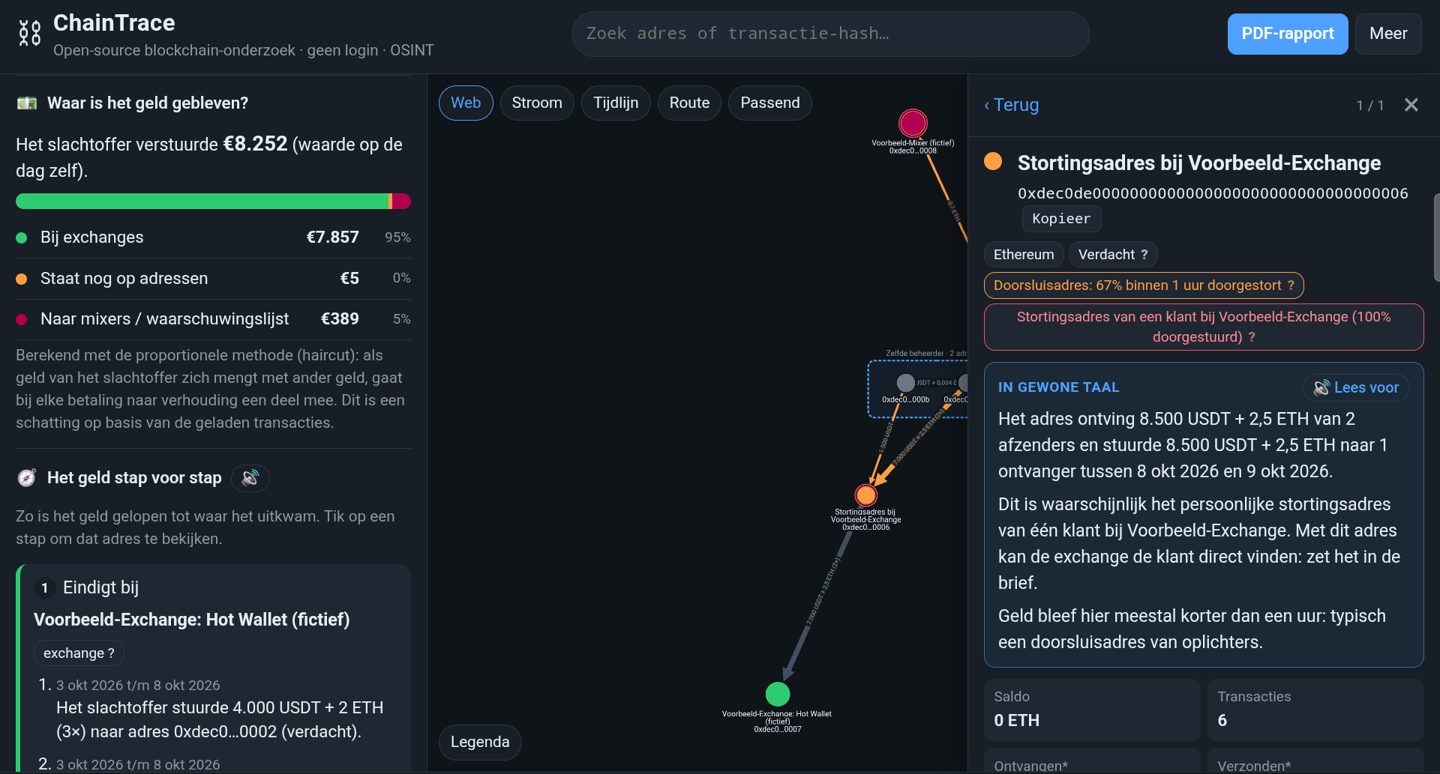 ChainTrace
Open-source blockchain-onderzoek · geen login · OSINT
Zoek adres of transactie-hash…
PDF-rapport
Meer
Waar is het geld gebleven?
Het slachtoffer verstuurde €8.252 (waarde op de
dag zelf).
Bij exchanges €7.857 95%
Staat nog op adressen €5 0%
Naar mixers / waarschuwingslijst €389 5%
Berekend met de proportionele methode (haircut): als
geld van het slachtoffer zich mengt met ander geld, gaat
bij elke betaling naar verhouding een deel mee. Dit is een
schatting op basis van de geladen transacties.
Het geld stap voor stap
Zo is het geld gelopen tot waar het uitkwam. Tik op een
stap om dat adres te bekijken.
1 Eindigt bij
Voorbeeld-Exchange: Hot Wallet (fictief)
exchange ?
1. 3 okt 2026 t/m 8 okt 2026
Het slachtoffer stuurde 4.000 USDT + 2 ETH
(3×) naar adres 0xdec0…0002 (verdacht).
2. 3 okt 2026 t/m 8 okt 2026
Web
Stroom
Tijdlijn
Route
Passend
Voorbeeld-Mixer (fictief)
0xdec0…0008
Zelfde beheerder · 2 adr
USDT + 0,004 E
0xdec0…000b
0xdec0
Stortingsadres bij
Voorbeeld-Exchange
0xdec0…0006
Voorbeeld-Exchange: Hot Wallet
(fictief)
0xdec0…0007
Legenda
‹ Terug
1 / 1 ✕
Stortingsadres bij Voorbeeld-Exchange
Kopieer
Ethereum
Verdacht ?
Doorsluisadres: 67% binnen 1 uur doorgestort ?
Stortingsadres van een klant bij Voorbeeld-Exchange (100%
doorgestuurd) ?
IN GEWONE TAAL
Lees voor
Het adres ontving 8.500 USDT + 2,5 ETH van 2
afzenders en stuurde 8.500 USDT + 2,5 ETH naar 1
ontvanger tussen 8 okt 2026 en 9 okt 2026.
Dit is waarschijnlijk het persoonlijke stortingsadres
van één klant bij Voorbeeld-Exchange. Met dit adres
kan de exchange de klant direct vinden: zet het in de
brief.
Geld bleef hier meestal korter dan een uur: typisch
een doorsluisadres van oplichters.
Saldo
0 ETH
Transacties
6
Ontvangen*
Verzonden*